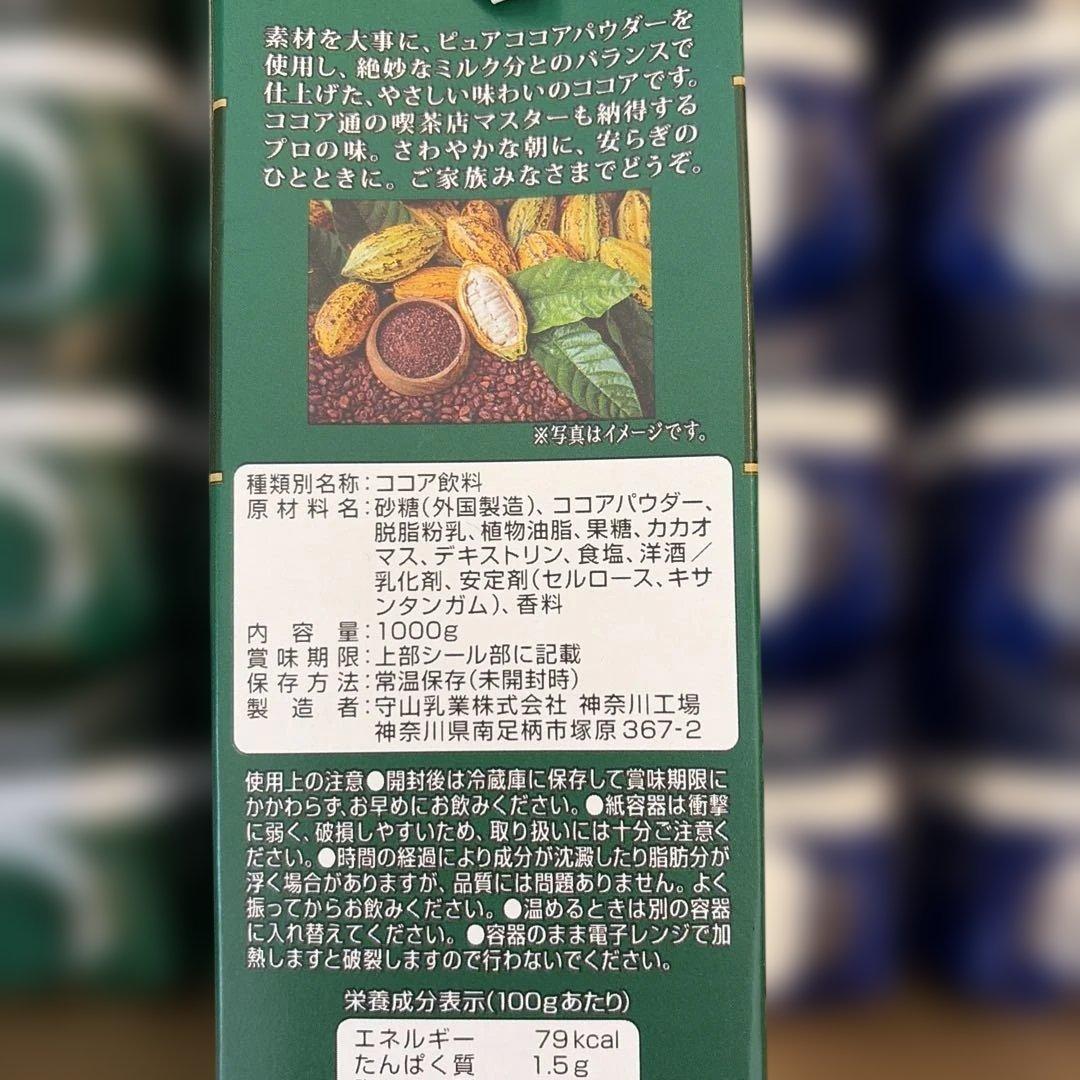 素材を大事に、ピュアココアパウダーを
使用し、絶妙なミルク分とのバランスで
仕上げた、やさしい味わいのココアです。
ココア通の喫茶店マスターも納得する
プロの味。さわやかな朝に、安らぎの
ひとときに。ご家族みなさまでどうぞ。
※写真はイメージです。
種類別名称：ココア飲料
原材料名：砂糖（外国製造）、ココアパウダー、
脱脂粉乳、植物油脂、果糖、カカオ
マス、デキストリン、食塩、洋酒／
乳化剤、安定剤（セルロース、キサ
ンタンガム）、香料
内容量：1000g
賞味期限：上部シール部に記載
保存方法：常温保存（未開封時）
製造者：守山乳業株式会社 神奈川工場
神奈川県南足柄市塚原367-2
使用上の注意●開封後は冷蔵庫に保存して賞味期限に
かかわらず、お早めにお飲みください。●紙容器は衝撃
に弱く、破損しやすいため、取り扱いには十分ご注意く
ださい。●時間の経過により成分が沈澱したり脂肪分が
浮く場合がありますが、品質には問題ありません。よく
振ってからお飲みください。●温めるときは別の容器
に入れ替えてください。●容器のまま電子レンジで加
熱しますと破裂しますので行わないでください。
栄養成分表示（100gあたり）
エネルギー 79kcal
たんぱく質 1.5g